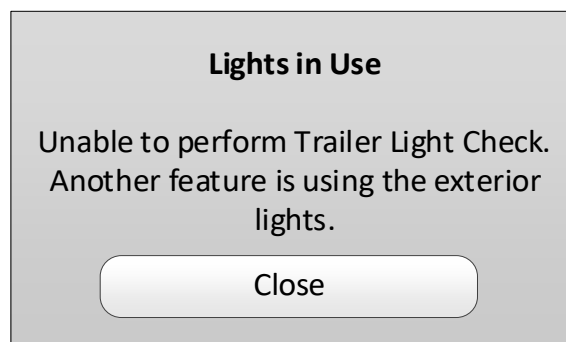 Lights in Use
Unable to perform Trailer Light Check.
Another feature is using the exterior
lights.
Close